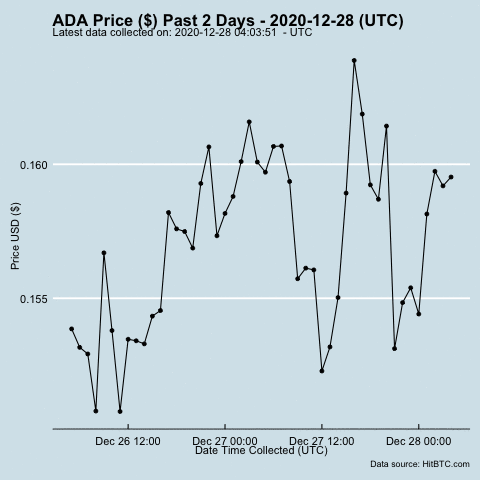 ADA Price ($) Past 2 Days - 2020-12-28 (UTC)
Latest data collected on: 2020-12-28 04:03:51  - UTC
0.160
Price USD ($)
0.155
Dec 26 12:00 Dec 27 00:00 Dec 27 12:00 Dec 28 00:00
Date Time Collected (UTC)
Data source: HitBTC.com